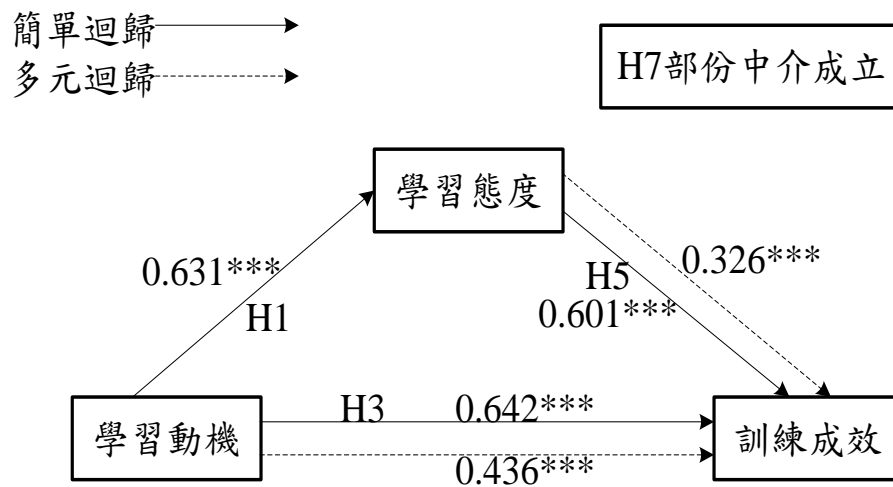 簡單迴歸
多元迴歸
H7部份中介成立
學習態度
0.631***
H1
0.326***
H5
0.601***
學習動機
H3
0.642***
0.436***
訓練成效